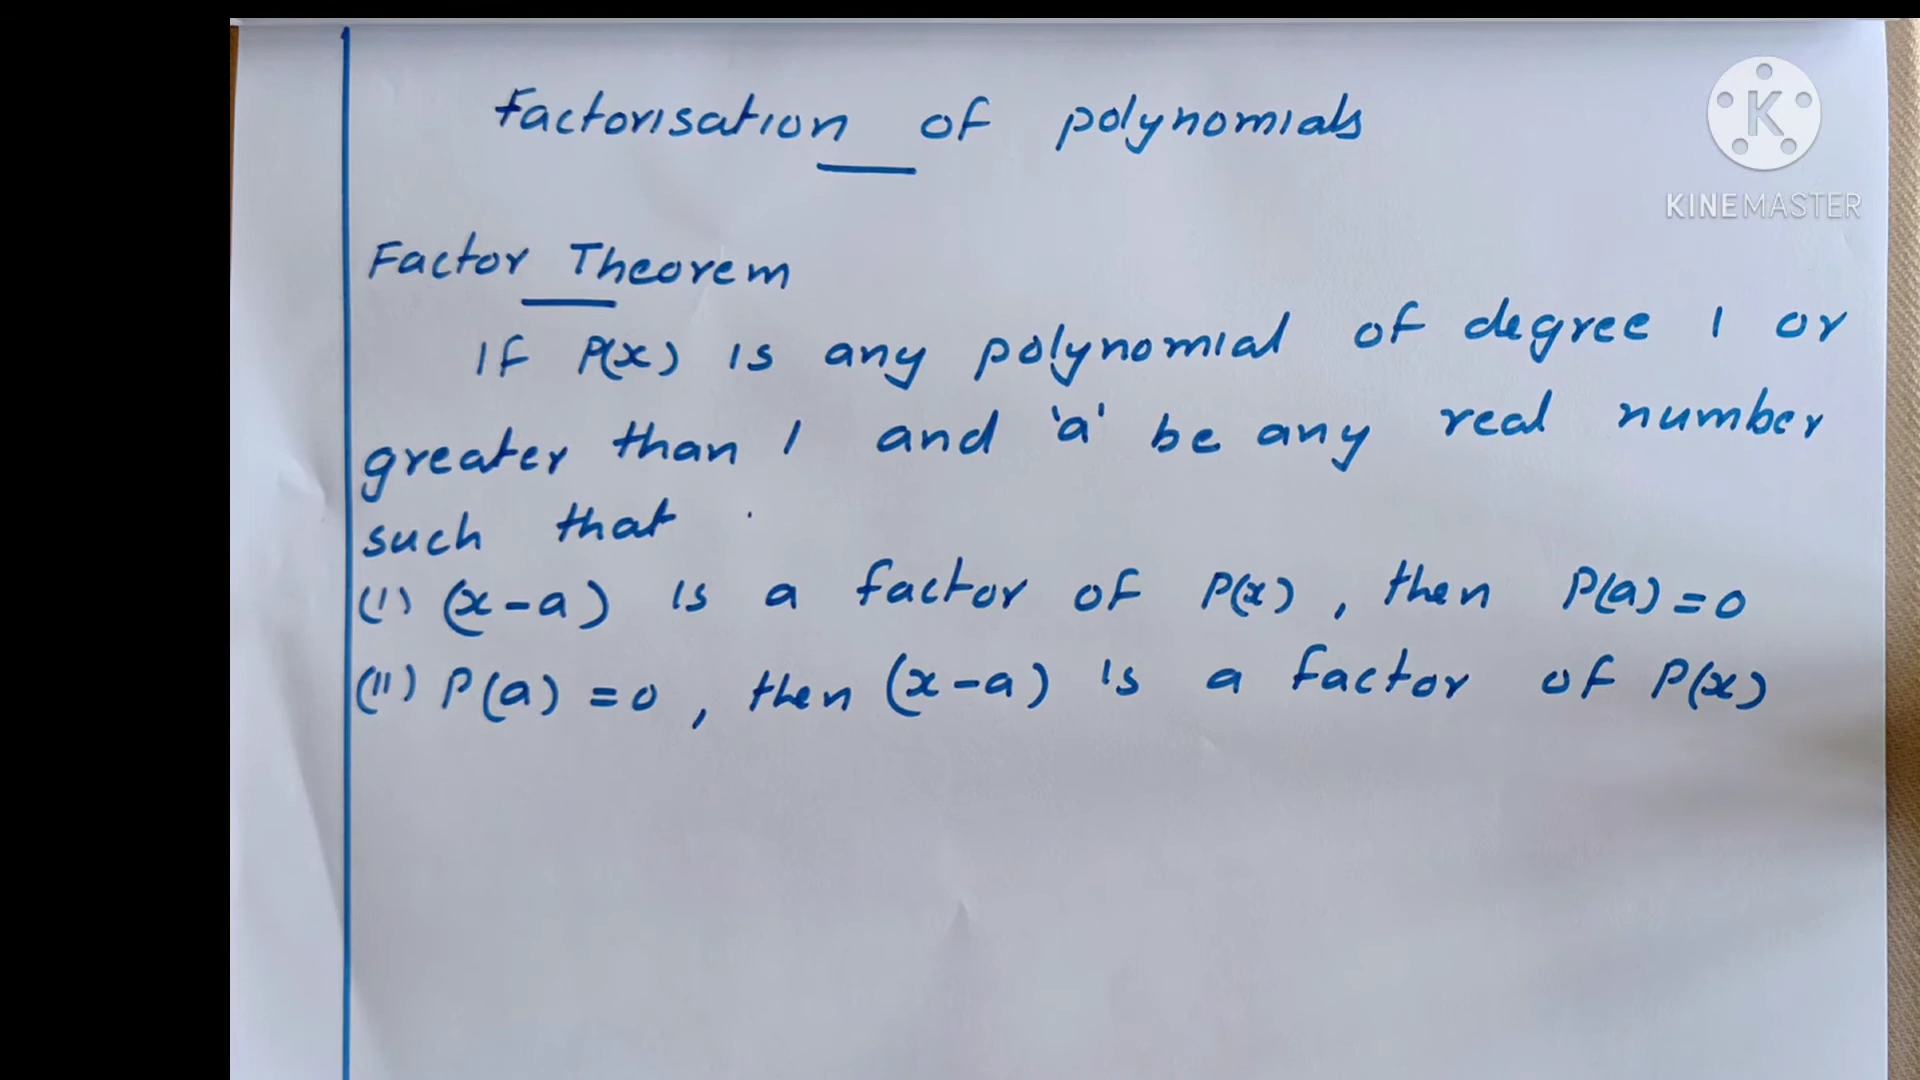 Factorisation of polynomials
K
KINEMASTER
Factor Theorem
If P(x) is any polynomial of degree 1 or
greater than 1 and 'a' be any real number
such that
(i) (x-a) is a factor of P(x), then P(a) = 0
(ii) P(a) = 0, then (x-a) is a factor of P(x)